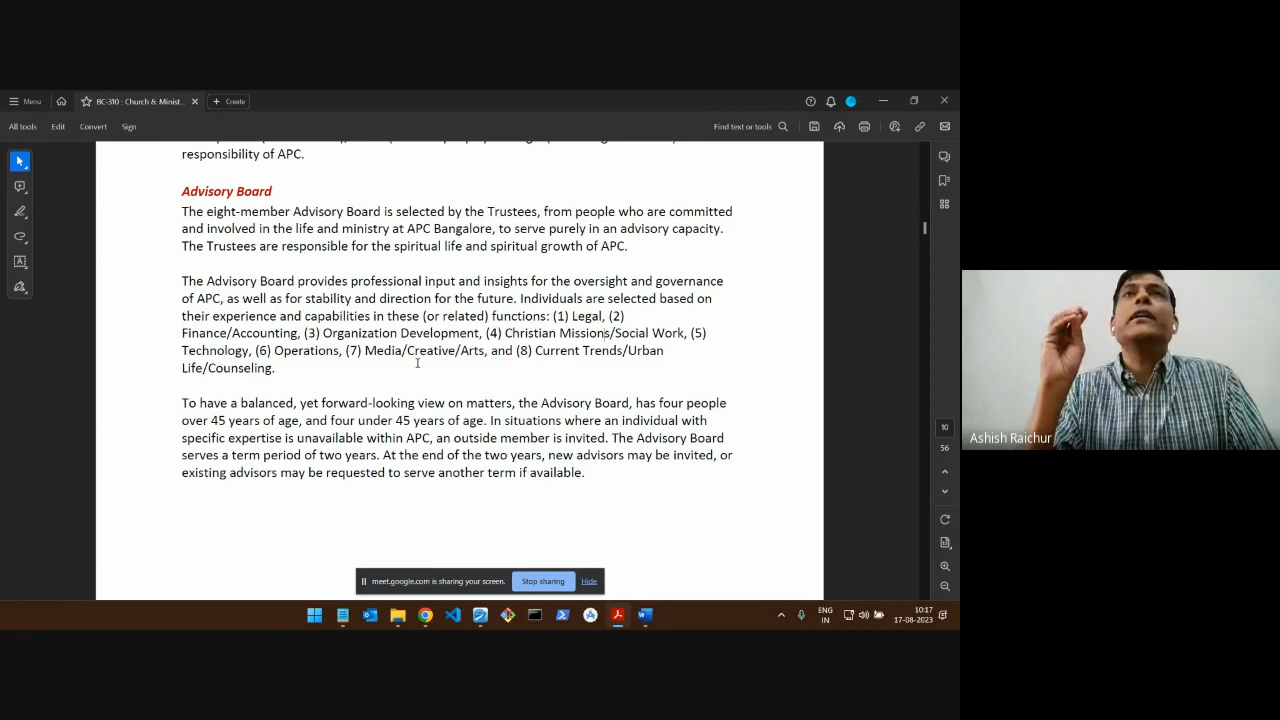 Menu
BC-310 : Church & Minist...
Create
All tools
Edit
Convert
Sign
Find text or tools
responsibility of APC.
Advisory Board
The eight-member Advisory Board is selected by the Trustees, from people who are committed
and involved in the life and ministry at APC Bangalore, to serve purely in an advisory capacity.
The Trustees are responsible for the spiritual life and spiritual growth of APC.
The Advisory Board provides professional input and insights for the oversight and governance
of APC, as well as for stability and direction for the future. Individuals are selected based on
their experience and capabilities in these (or related) functions: (1) Legal, (2)
Finance/Accounting, (3) Organization Development, (4) Christian Missions/Social Work, (5)
Technology, (6) Operations, (7) Media/Creative/Arts, and (8) Current Trends/Urban
Life/Counseling.
To have a balanced, yet forward-looking view on matters, the Advisory Board, has four people
over 45 years of age, and four under 45 years of age. In situations where an individual with
specific expertise is unavailable within APC, an outside member is invited. The Advisory Board
serves a term period of two years. At the end of the two years, new advisors may be invited, or
existing advisors may be requested to serve another term if available.
10
56
Ashish Raichur
meet.google.com is sharing your screen.
Stop sharing
Hide
ENG
IN
10:17
17-08-2023